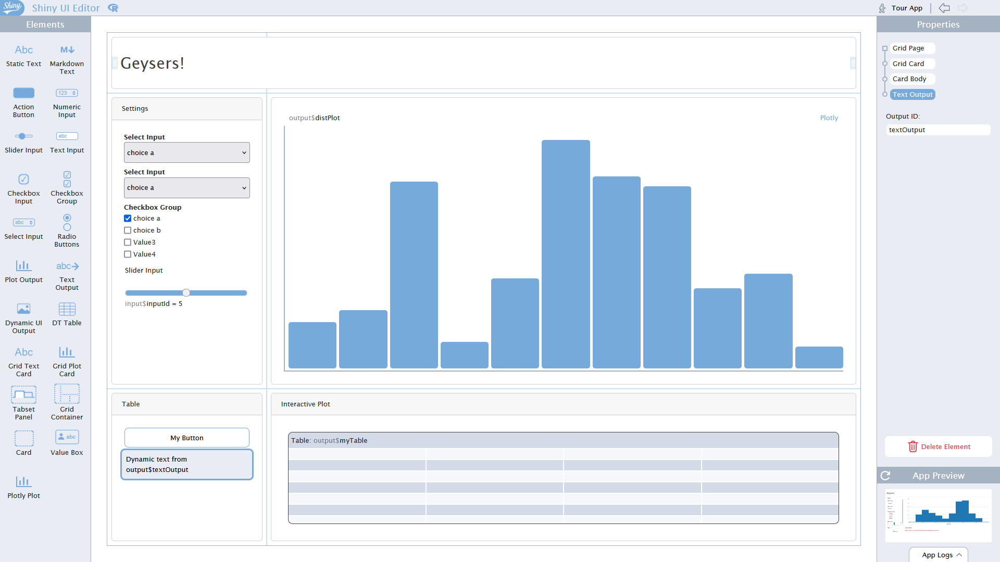 Shiny
Shiny UI Editor
Tour App
Elements
Properties
Abc
Static Text
M
Markdown
Text
Action
Button
123
Numeric
Input
Slider Input
abc
Text Input
Checkbox
Input
Checkbox
Group
abc
Select Input
Radio
Buttons
Plot Output
abc
Text
Output
Dynamic UI
Output
DT Table
Abc
Grid Text
Card
Grid Plot
Card
Tabset
Panel
Grid
Container
Card
abc
Value Box
Plotly Plot
Geysers!
Settings
Select Input
choice a
Select Input
choice a
Checkbox Group
choice a
choice b
Value3
Value4
Slider Input
input$inputId = 5
output$distPlot
Plotly
Table
My Button
Dynamic text from
output$textOutput
Interactive Plot
Table: output$myTable
Grid Page
Grid Card
Card Body
Text Output
Output ID:
textOutput
Delete Element
App Preview
App Logs